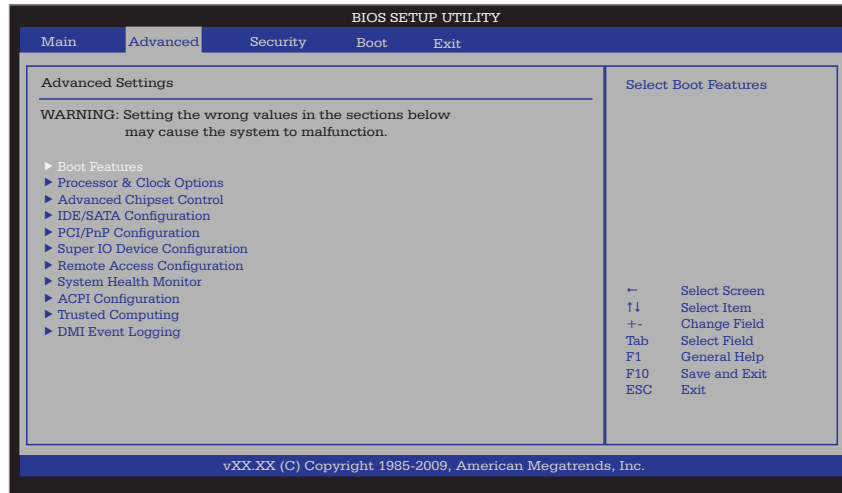 BIOS SETUP UTILITY
Main Advanced Security Boot Exit
Advanced Settings
WARNING: Setting the wrong values in the sections below
may cause the system to malfunction.
▶ Boot Features
▶ Processor & Clock Options
▶ Advanced Chipset Control
▶ IDE/SATA Configuration
▶ PCI/PnP Configuration
▶ Super IO Device Configuration
▶ Remote Access Configuration
▶ System Health Monitor
▶ ACPI Configuration
▶ Trusted Computing
▶ DMI Event Logging
Select Boot Features
← Select Screen
↑↓ Select Item
+- Change Field
Tab Select Field
F1 General Help
F10 Save and Exit
ESC Exit
vXX.XX (C) Copyright 1985-2009, American Megatrends, Inc.